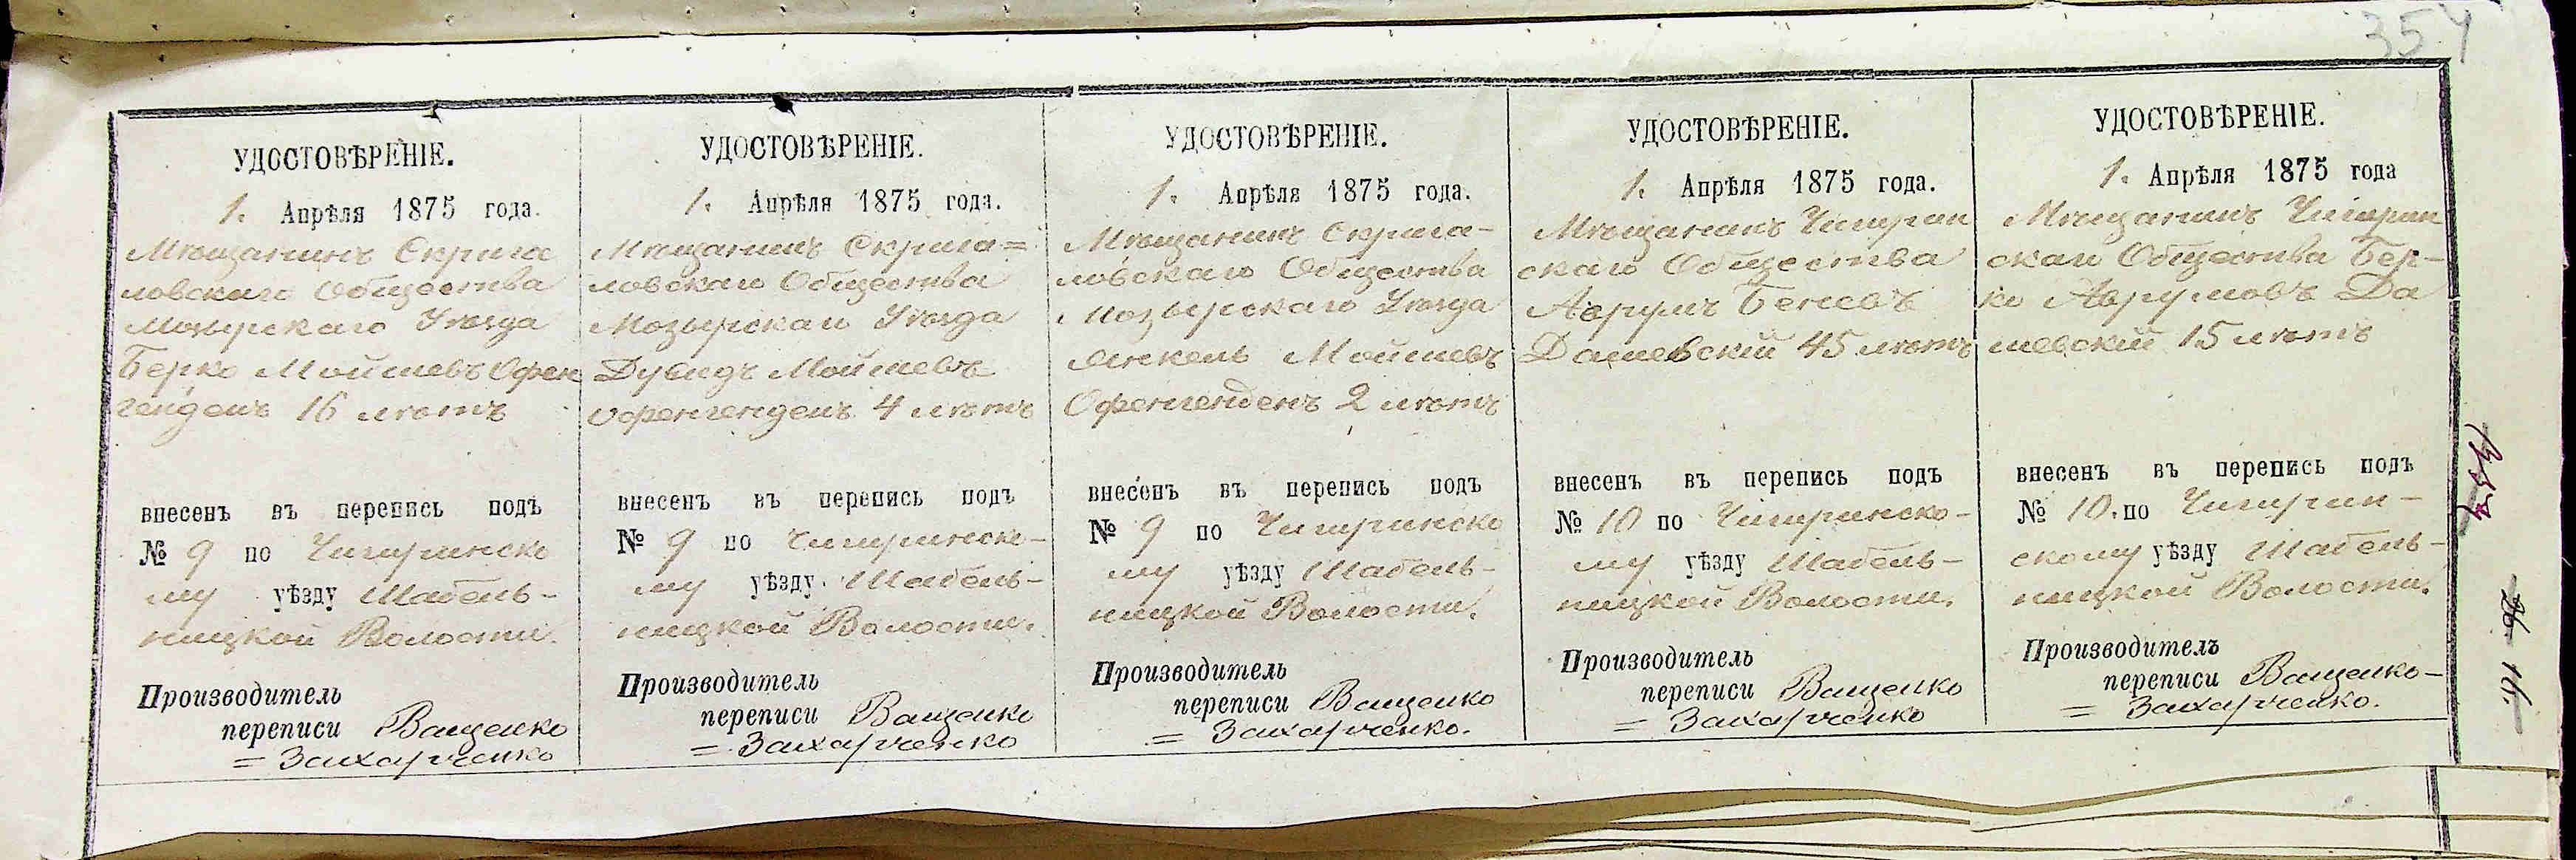 354
УДОСТОВѢРЕНІЕ.
1. Апрѣля 1875 года.
Мѣщанинъ Скрига
ловскаго Общества
Мозырскаго Уѣзда
Берко Мойшевъ Офен
генденъ 16 лѣтъ
внесенъ въ перепись подъ
№ 9 по Чигиринско
му уѣзду Шабель-
ницкой Волости.
Производитель
переписи Ващенко
= Захарченко
УДОСТОВѢРЕНІЕ.
1. Апрѣля 1875 года.
Мѣщанинъ Скрига=
ловскаго Общества
Мозырскаго Уѣзда
Дувидъ Мойшевъ
Офенгенденъ 4 лѣтъ
внесенъ въ перепись подъ
№ 9 по Чигиринско-
му уѣзду Шабель-
ницкой Волости.
Производитель
переписи Ващенко
= Захарченко
УДОСТОВѢРЕНІЕ.
1. Апрѣля 1875 года.
Мѣщанинъ Скрига-
ловскаго Общества
Мозырскаго Уѣзда
Янкель Мойшевъ
Офенгенденъ 2 лѣтъ
внесенъ въ перепись подъ
№ 9 по Чигиринско
му уѣзду Шабель-
ницкой Волости.
Производитель
переписи Ващенко
= Захарченко.
УДОСТОВѢРЕНІЕ.
1. Апрѣля 1875 года.
Мѣщанинъ Чигирин
скаго Общества
Аврумъ Бенсовъ
Дашевскій 45 лѣтъ
внесенъ въ перепись подъ
№ 10 по Чигиринско-
му уѣзду Шабель-
ницкой Волости.
Производитель
переписи Ващенко
= Захарченко
УДОСТОВѢРЕНІЕ.
1. Апрѣля 1875 года
Мѣщанинъ Чигирин
скаго Общества Бер-
ко Аврумовъ Да
шевскій 15 лѣтъ
внесенъ въ перепись подъ
№ 10. по Чигирин-
скому уѣзду Шабель-
ницкой Волости.
Производитель
переписи Ващенко-
= Захарченко.